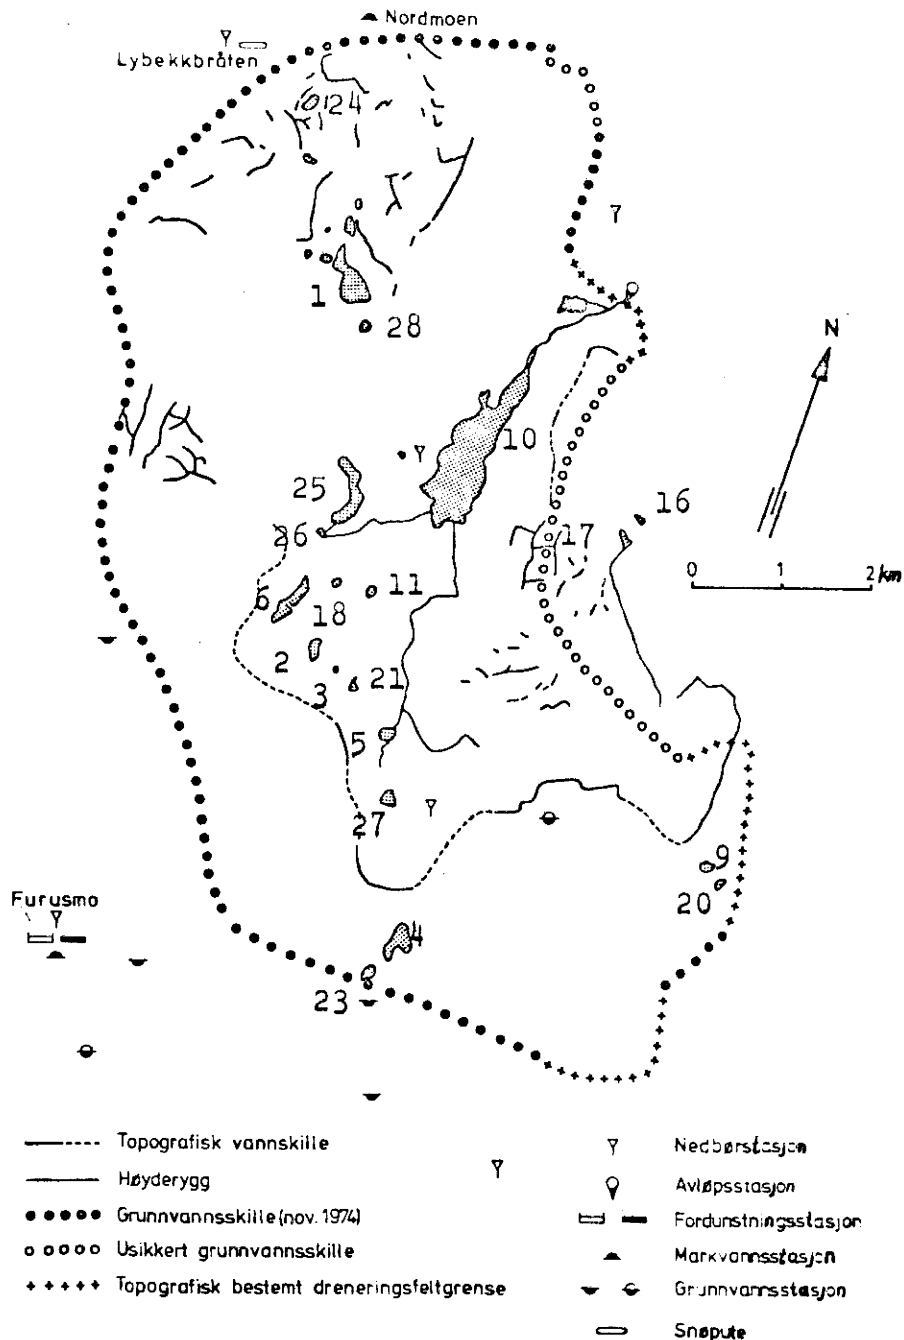 Nordmoen
Lybekkbråten
24
1
28
10
25
26
16
17
N
0 1 2 km
6
18
11
2
3
21
5
27
9
20
Furusmo
4
23
Topografisk vannskille
Høyderygg
Grunnvannsskille (nov. 1974)
Usikkert grunnvannsskille
Topografisk bestemt dreneringsfeltgrense
Nedbørstasjon
Avløpsstasjon
Fordunstningsstasjon
Markvannsstasjon
Grunnvannsstasjon
Snøpute